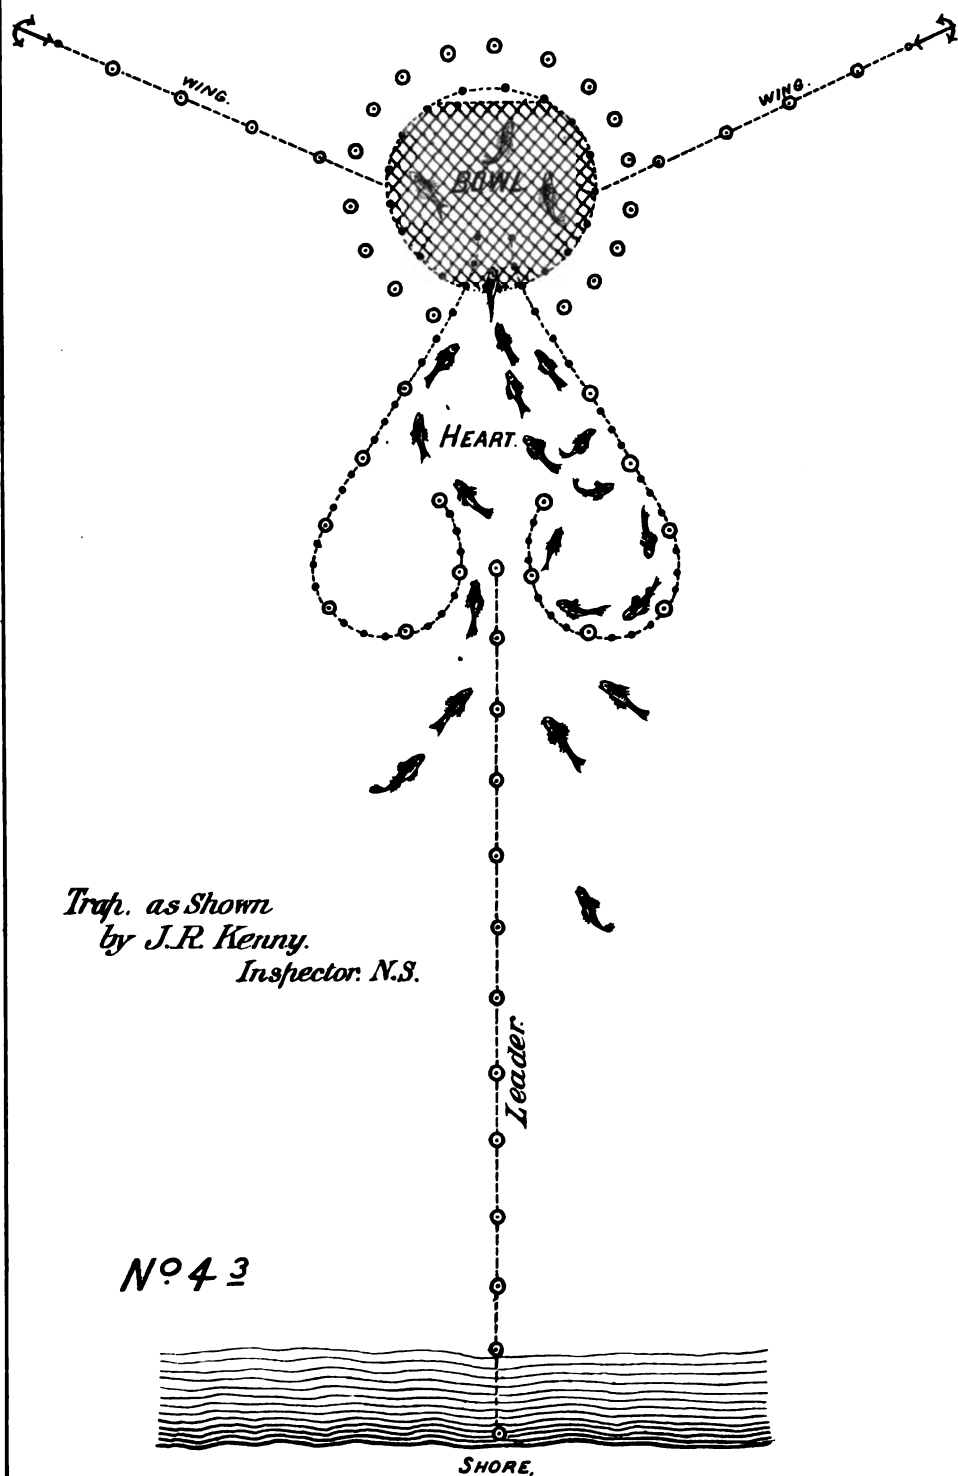 WING.
WING.
BOWL
HEART.
Trap. as Shown
by J.R. Kenny.
Inspector. N.S.
Leader.
No. 4 3
SHORE.